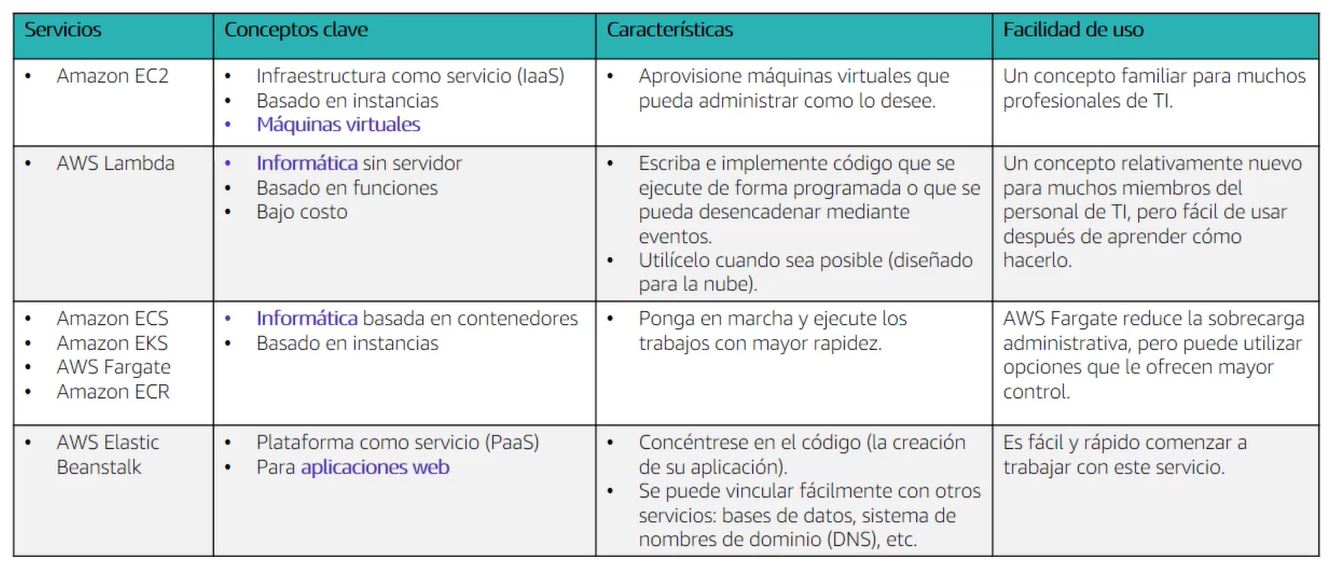 Servicios
Conceptos clave
Características
Facilidad de uso
• Amazon EC2
• Infraestructura como servicio (IaaS)
• Basado en instancias
• Máquinas virtuales
• Aprovisione máquinas virtuales que
pueda administrar como lo desee.
Un concepto familiar para muchos
profesionales de TI.
• AWS Lambda
• Informática sin servidor
• Basado en funciones
• Bajo costo
• Escriba e implemente código que se
ejecute de forma programada o que se
pueda desencadenar mediante
eventos.
• Utilícelo cuando sea posible (diseñado
para la nube).
Un concepto relativamente nuevo
para muchos miembros del
personal de TI, pero fácil de usar
después de aprender cómo
hacerlo.
• Amazon ECS
• Amazon EKS
• AWS Fargate
• Amazon ECR
• Informática basada en contenedores
• Basado en instancias
• Ponga en marcha y ejecute los
trabajos con mayor rapidez.
AWS Fargate reduce la sobrecarga
administrativa, pero puede utilizar
opciones que le ofrecen mayor
control.
• AWS Elastic
Beanstalk
• Plataforma como servicio (PaaS)
• Para aplicaciones web
• Concéntrese en el código (la creación
de su aplicación).
• Se puede vincular fácilmente con otros
servicios: bases de datos, sistema de
nombres de dominio (DNS), etc.
Es fácil y rápido comenzar a
trabajar con este servicio.